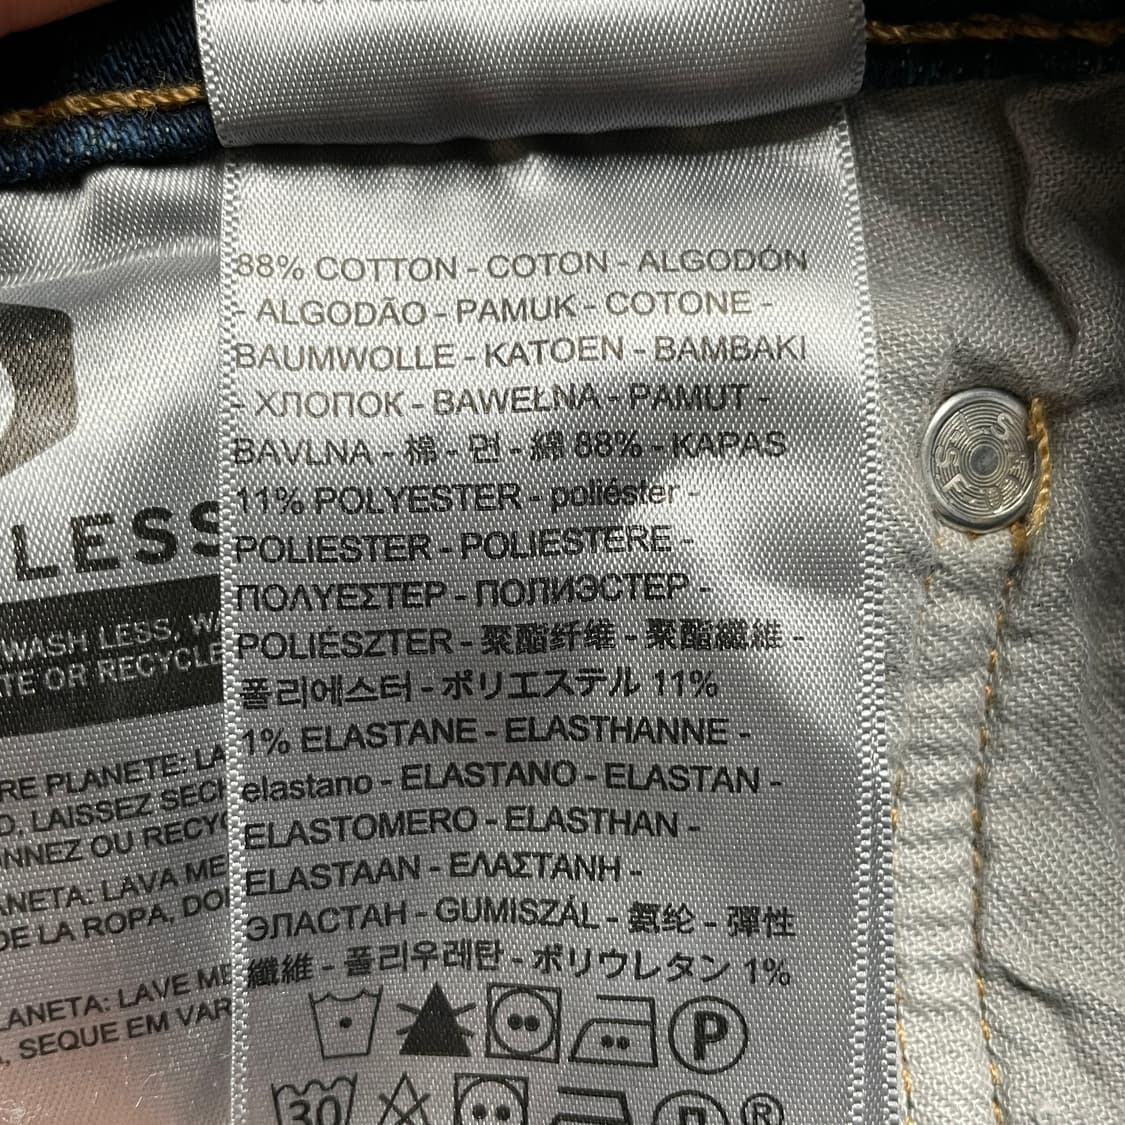 88% COTTON - COTON - ALGODÓN
- ALGODÃO - PAMUK - COTONE -
BAUMWOLLE - KATOEN - BAMBAKI
- ХЛОПОК - BAWEŁNA - PAMUT -
BAVLNA - 棉 - 면 - 綿 88% - KAPAS
11% POLYESTER - poliéster -
POLIESTER - POLIESTERE -
ΠΟΛΥΕΣΤΕΡ - ПОЛИЭСТЕР -
POLIÉSZTER - 聚酯纤维 - 聚酯纖維 -
폴리에스터 - ポリエステル 11%
1% ELASTANE - ELASTHANNE -
elastano - ELASTANO - ELASTAN -
ELASTOMERO - ELASTHAN -
ELASTAAN - ΕΛΑΣΤΑΝΗ -
ЭЛАСТАН - GUMISZÁL - 氨纶 - 彈性
纖維 - 폴리우레탄 - ポリウレタン 1%
P
30
®
LESS
WASH LESS, W
TE OR RECYCLE
RE PLANETE: LA
O, LAISSEZ SECH
NNEZ OU RECYC
ANETA: LAVA ME
DE LA ROPA, DO
LANETA: LAVE ME
, SEQUE EM VAR